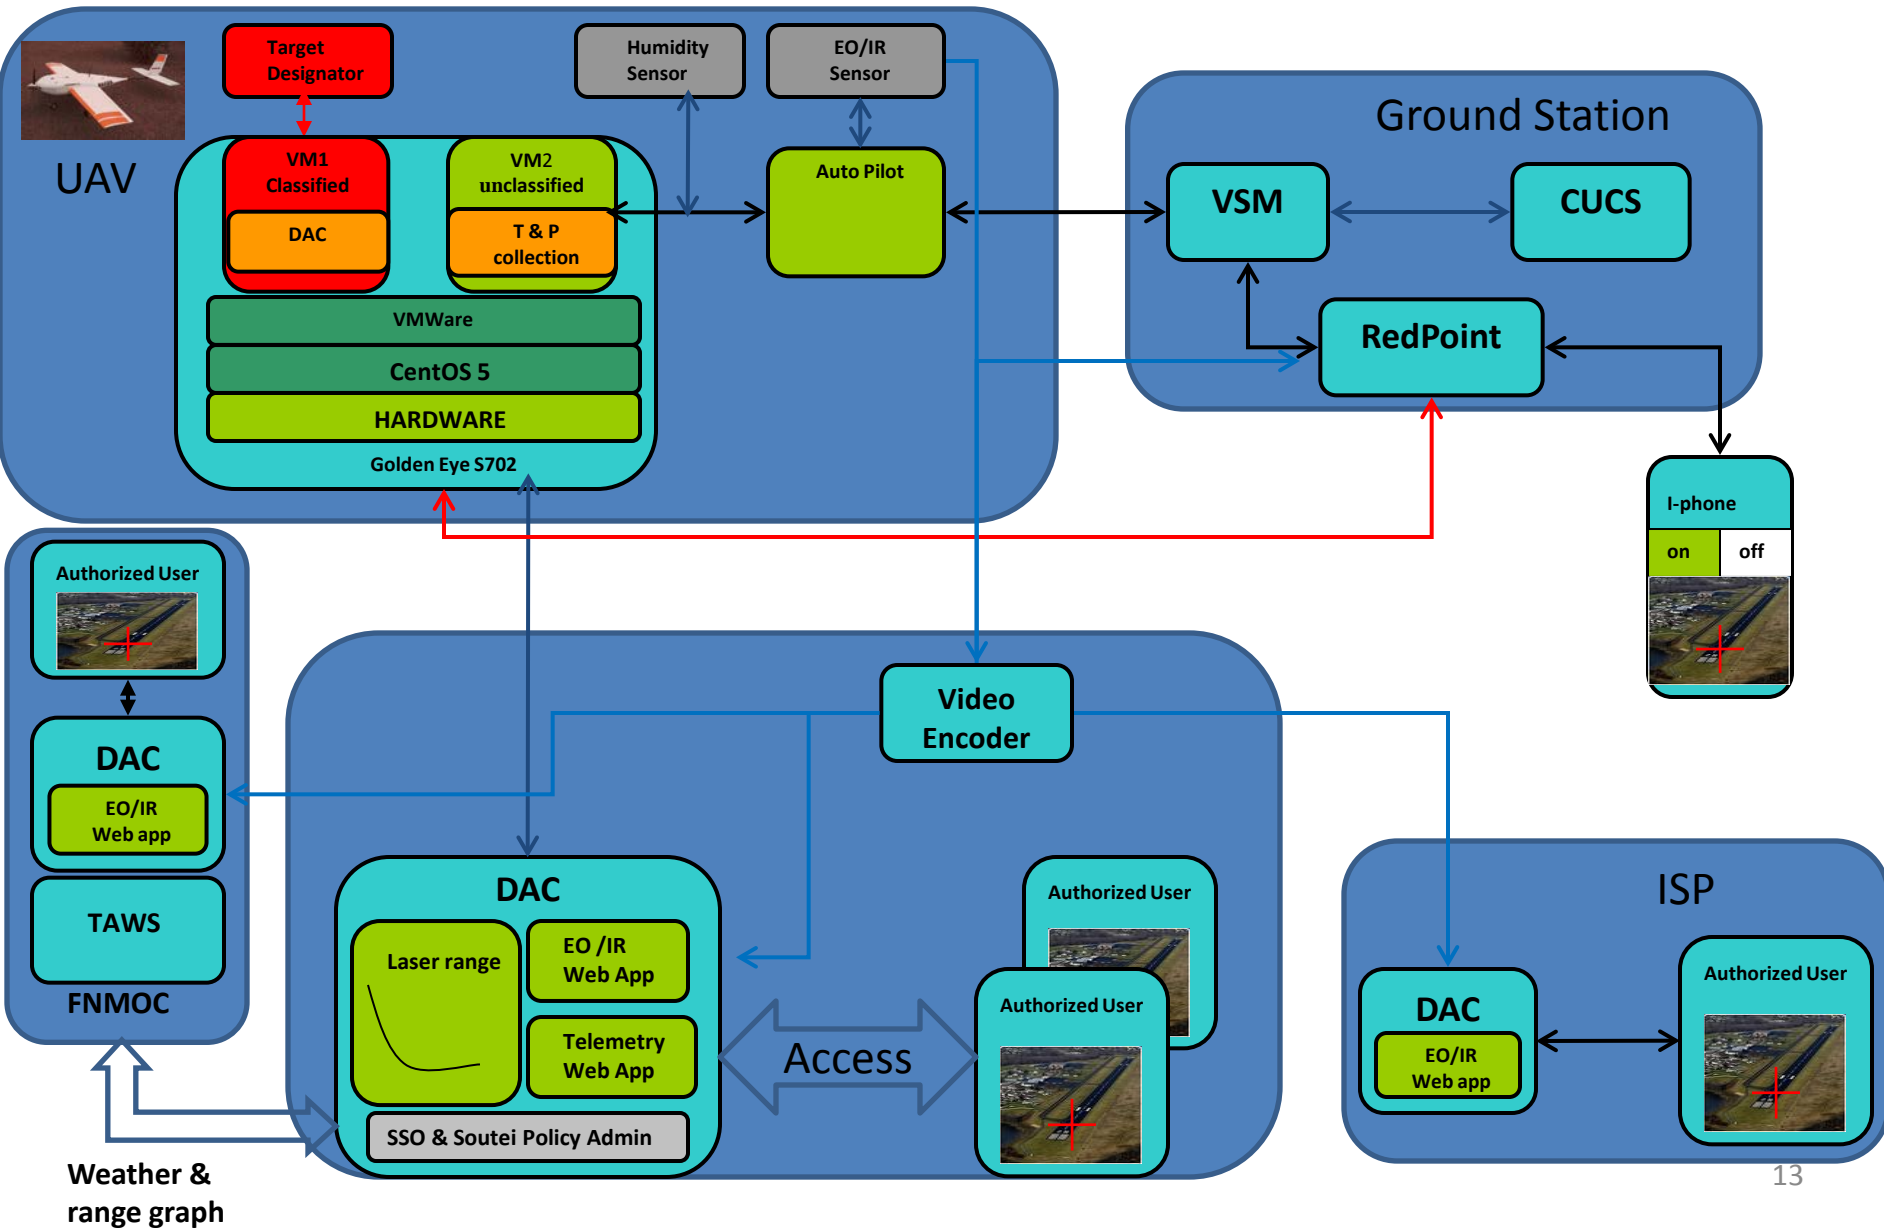 Target
Designator
Humidity
Sensor
EO/IR
Sensor
Ground Station
UAV
VM1
Classified
DAC
VM2
unclassified
T & P
collection
Auto Pilot
VSM
CUCS
VMWare
CentOS 5
HARDWARE
Golden Eye S702
RedPoint
I-phone
on
off
Authorized User
DAC
EO/IR
Web app
TAWS
FNMOC
Video
Encoder
DAC
Laser range
EO /IR
Web App
Telemetry
Web App
SSO & Soutei Policy Admin
Access
Authorized User
Authorized User
ISP
DAC
EO/IR
Web app
Authorized User
Weather &
range graph
13